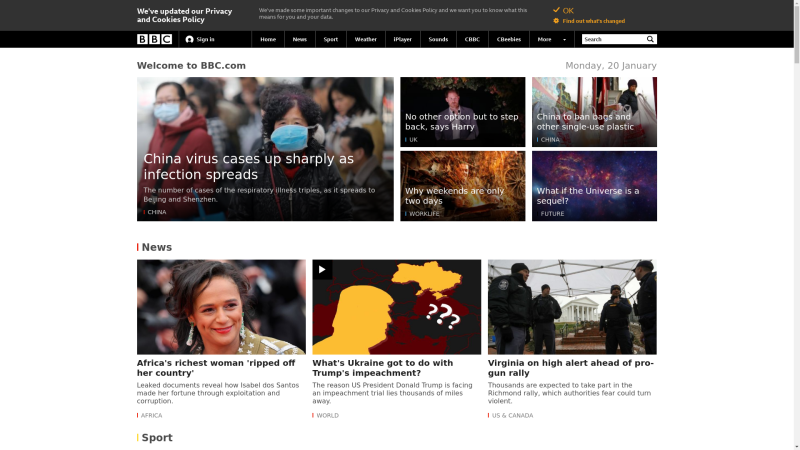 We've updated our Privacy
and Cookies Policy
We've made some important changes to our Privacy and Cookies Policy and we want you to know what
this means for you and your data.
OK
Find out what's changed
BBC
Sign in
Home
News
Sport
Weather
iPlayer
Sounds
CBBC
CBeebies
More
Search
Welcome to BBC.com
Monday, 20 January
China virus cases up sharply as
infection spreads
The number of cases of the respiratory illness triples, as it spreads to
Beijing and Shenzhen.
CHINA
No other option but to step
back, says Harry
UK
China to ban bags and
other single-use plastic
CHINA
Why weekends are only
two days
WORKLIFE
What if the Universe is a
sequel?
FUTURE
News
Africa's richest woman 'ripped off
her country'
Leaked documents reveal how Isabel dos Santos
made her fortune through exploitation and
corruption.
AFRICA
???
What's Ukraine got to do with
Trump's impeachment?
The reason US President Donald Trump is facing
an impeachment trial lies thousands of miles
away.
WORLD
Virginia on high alert ahead of pro-
gun rally
Thousands are expected to take part in the
Richmond rally, which authorities fear could turn
violent.
US & CANADA
Sport